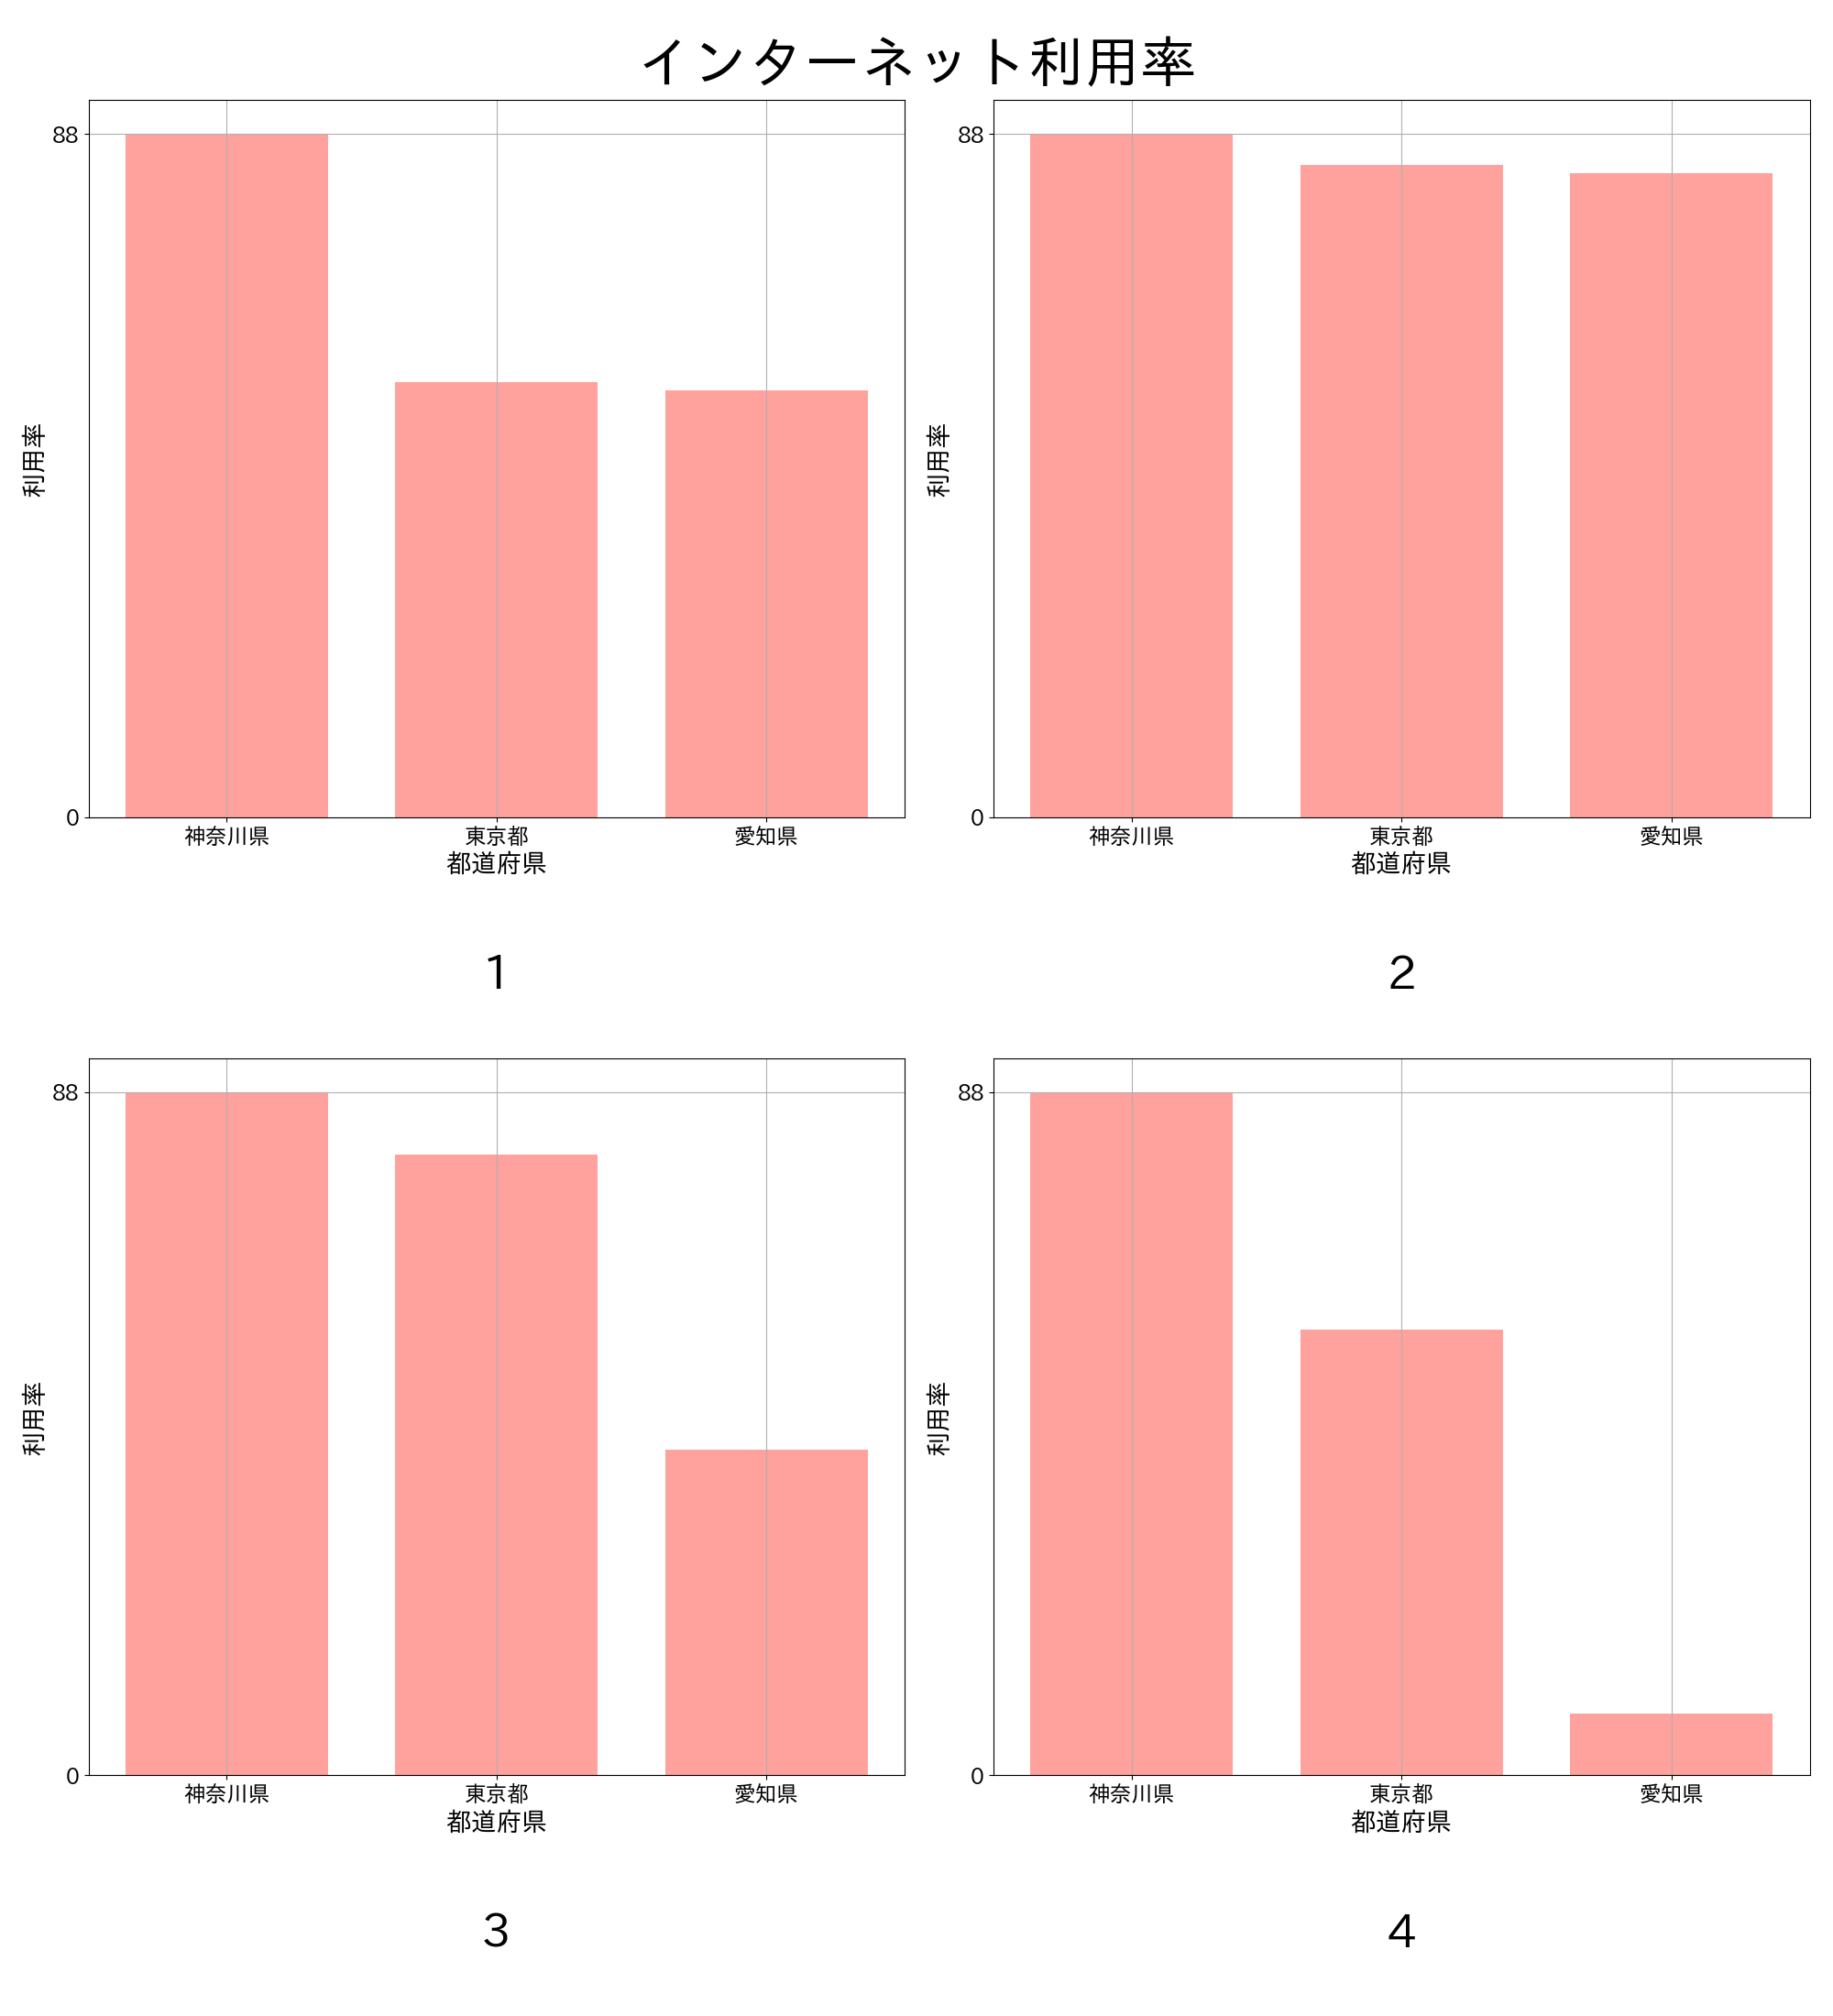 インターネット利用率
88
利用率
0
神奈川県 東京都 愛知県
都道府県
1
88
利用率
0
神奈川県 東京都 愛知県
都道府県
2
88
利用率
0
神奈川県 東京都 愛知県
都道府県
3
88
利用率
0
神奈川県 東京都 愛知県
都道府県
4